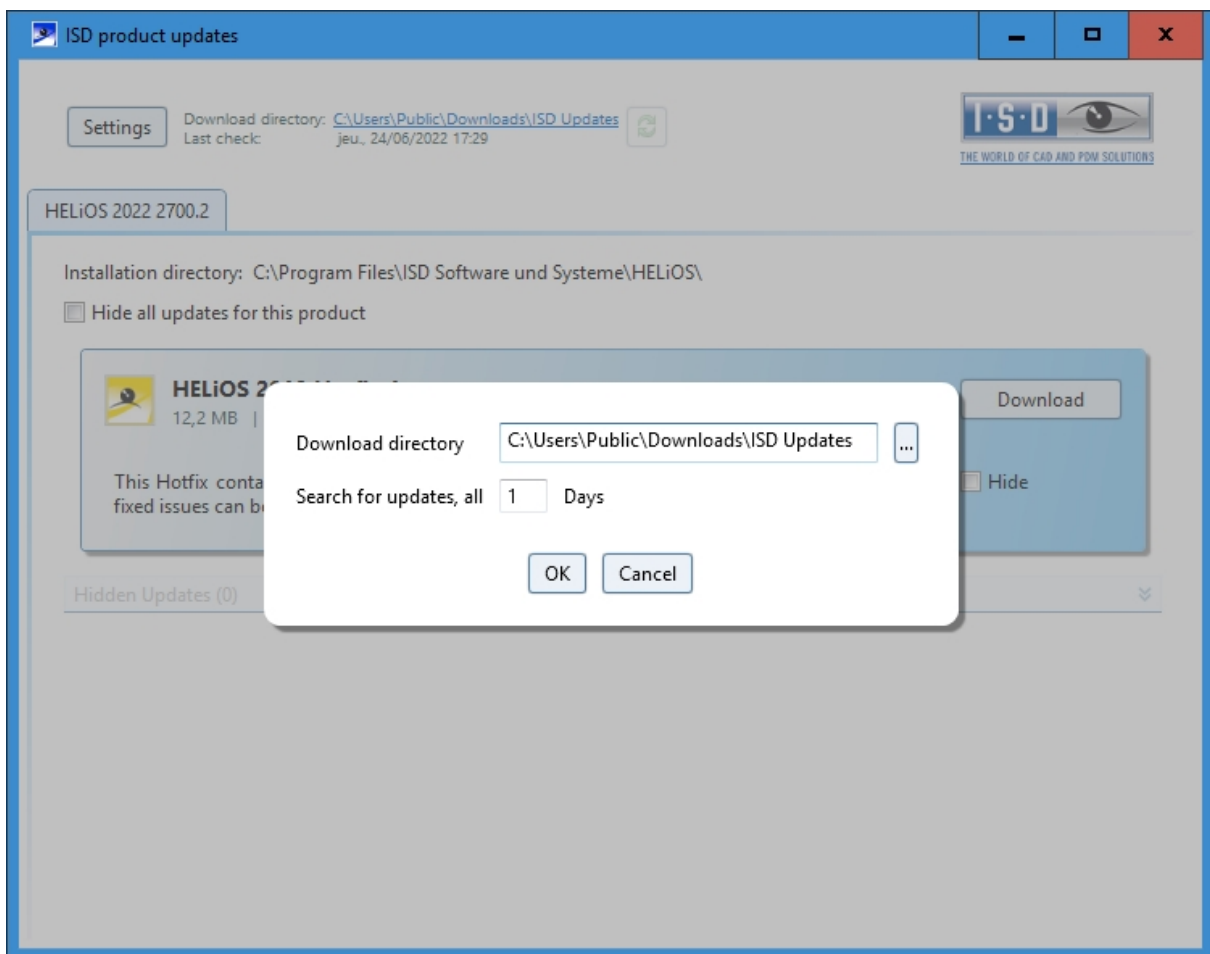 ISD product updates
Settings
Download directory: C:\Users\Public\Downloads\ISD Updates
Last check: jeu., 24/06/2022 17:29
I·S·D
THE WORLD OF CAD AND PDM SOLUTIONS
HELiOS 2022 2700.2
Installation directory: C:\Program Files\ISD Software und Systeme\HELiOS\
Hide all updates for this product
HELiOS
12,2 MB |
Download
This Hotfix
fixed issues can
Hide
Download directory C:\Users\Public\Downloads\ISD Updates ...
Search for updates, all 1 Days
OK Cancel
Hidden Updates (0)